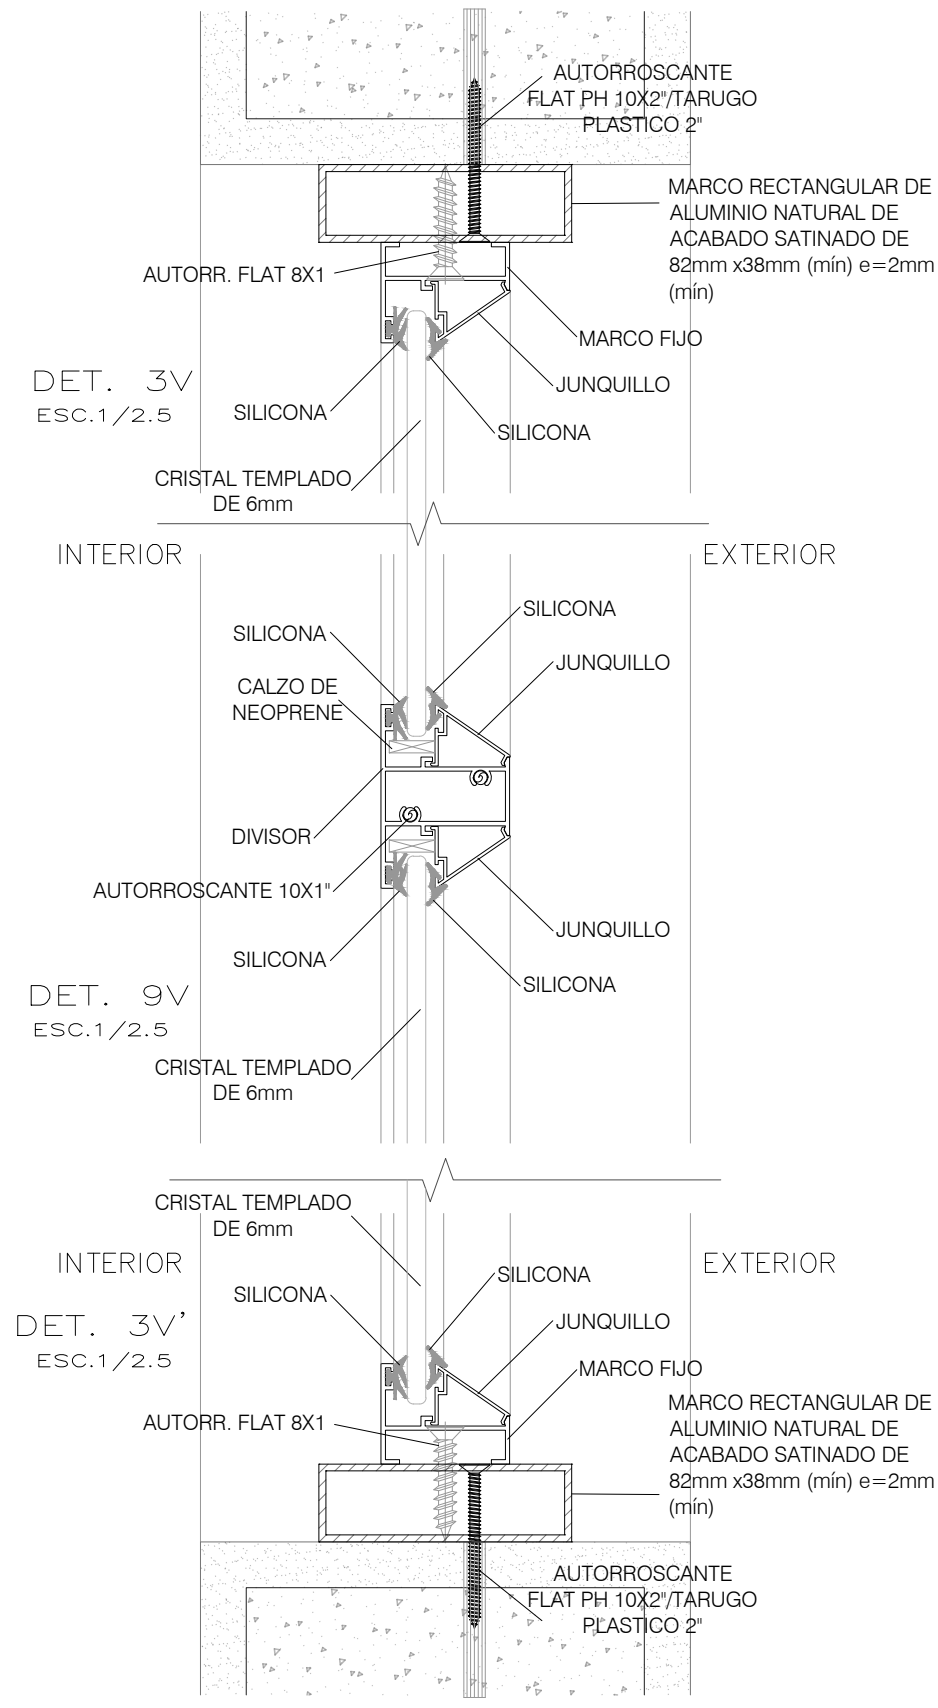 AUTORROSCANTE
FLAT PH 10X2"/TARUGO
PLASTICO 2"
MARCO RECTANGULAR DE
ALUMINIO NATURAL DE
ACABADO SATINADO DE
82mm x38mm (mín) e=2mm
(mín)
AUTORR. FLAT 8X1
MARCO FIJO
DET. 3V
ESC.1/2.5
JUNQUILLO
SILICONA
SILICONA
CRISTAL TEMPLADO
DE 6mm
INTERIOR
EXTERIOR
SILICONA
SILICONA
JUNQUILLO
CALZO DE
NEOPRENE
DIVISOR
AUTORROSCANTE 10X1"
JUNQUILLO
SILICONA
SILICONA
DET. 9V
ESC.1/2.5
CRISTAL TEMPLADO
DE 6mm
CRISTAL TEMPLADO
DE 6mm
INTERIOR
EXTERIOR
SILICONA
SILICONA
DET. 3V'
ESC.1/2.5
JUNQUILLO
MARCO FIJO
AUTORR. FLAT 8X1
MARCO RECTANGULAR DE
ALUMINIO NATURAL DE
ACABADO SATINADO DE
82mm x38mm (mín) e=2mm
(mín)
AUTORROSCANTE
FLAT PH 10X2"/TARUGO
PLASTICO 2"